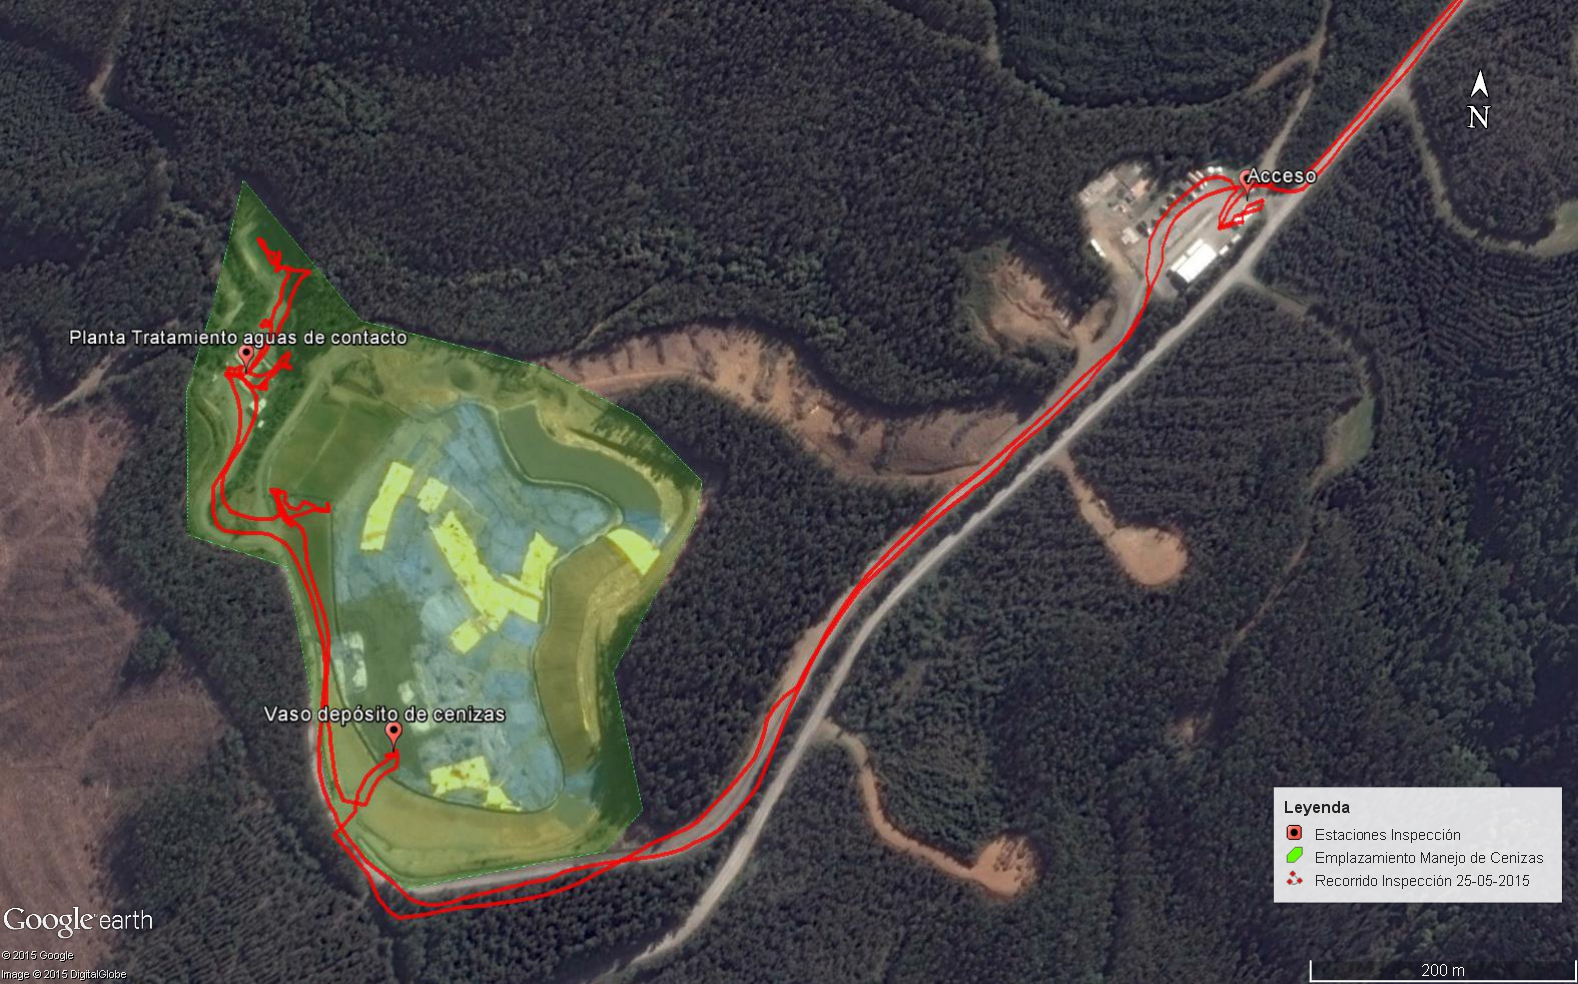 N
Acceso
Planta Tratamiento aguas de contacto
Vaso depósito de cenizas
Leyenda
Estaciones Inspección
Emplazamiento Manejo de Cenizas
Recorrido Inspección 25-05-2015
Google earth
© 2015 Google
Image © 2015 DigitalGlobe
200 m